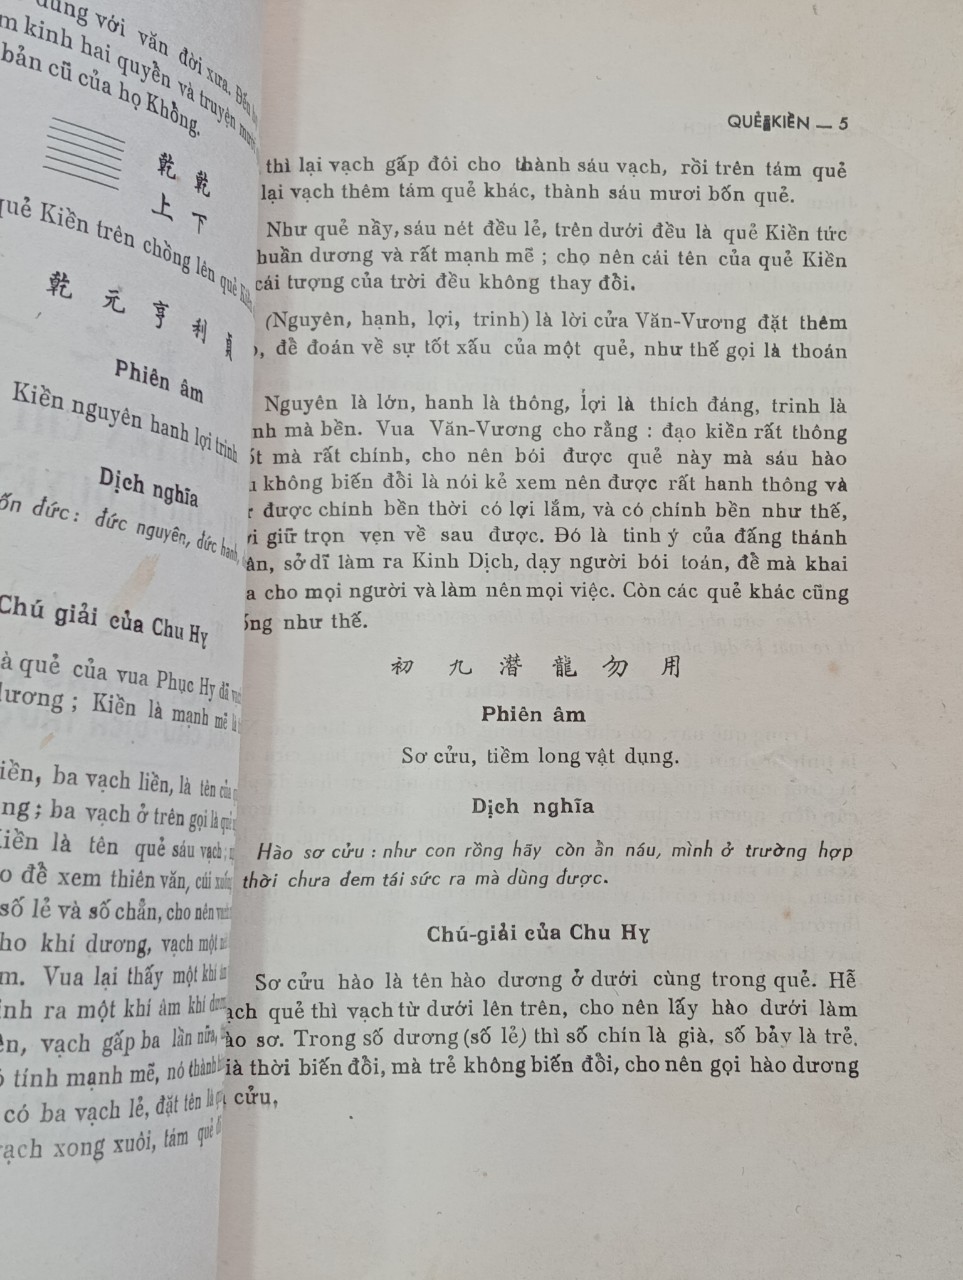 dùng với văn đời xưa. Đến
kinh hai quyển và truyện mười
bản cũ của họ Khổng.
乾 乾
上 下
quẻ Kiền trên chồng lên quẻ
乾 元 亨 利 貞
Phiên âm
Kiền nguyên hanh lợi trinh
Dịch nghĩa
đức : đức nguyên, đức hanh,
Chú giải của Chu Hy
quẻ của vua Phục Hy đã
dương ; Kiền là mạnh mẽ
ba vạch liền, là tên của
ba vạch ở trên gọi là quẻ
là tên quẻ sáu vạch ;
để xem thiên văn, cúi
số lẻ và số chẵn, cho nên
khí dương, vạch một
Vua lại thấy một khí
ra một khí âm khí
vạch gấp ba lần nữa,
tính mạnh mẽ, nó thành
có ba vạch lẻ, đặt tên là
xong xuôi, tám quẻ
QUẺ KIỀN — 5
thì lại vạch gấp đôi cho thành sáu vạch, rồi trên tám quẻ
lại vạch thêm tám quẻ khác, thành sáu mươi bốn quẻ.
Như quẻ nầy, sáu nét đều lẻ, trên dưới đều là quẻ Kiền tức
huần dương và rất mạnh mẽ ; chọ nên cái tên của quẻ Kiền
cái tượng của trời đều không thay đổi.
(Nguyên, hạnh, lợi, trinh) là lời cửa Văn-Vương đặt thêm
để đoán về sự tốt xấu của một quẻ, như thế gọi là thoán
Nguyên là lớn, hanh là thông, lợi là thích đáng, trinh là
mà bền. Vua Văn-Vương cho rằng : đạo kiền rất thông
mà rất chính, cho nên bói được quẻ này mà sáu hào
không biến đổi là nói kẻ xem nên được rất hanh thông và
được chính bền thời có lợi lắm, và có chính bền như thế,
giữ trọn vẹn về sau được. Đó là tinh ý của đấng thánh
sở dĩ làm ra Kinh Dịch, dạy người bói toán, để mà khai
cho mọi người và làm nên mọi việc. Còn các quẻ khác cũng
như thế.
初 九 潛 龍 勿 用
Phiên âm
Sơ cửu, tiềm long vật dụng.
Dịch nghĩa
Hào sơ cửu : như con rồng hãy còn ẩn náu, mình ở trường hợp
thời chưa đem tái sức ra mà dùng được.
Chú-giải của Chu Hy
Sơ cửu hào là tên hào dương ở dưới cùng trong quẻ. Hễ
quẻ thì vạch từ dưới lên trên, cho nên lấy hào dưới làm
sơ. Trong số dương (số lẻ) thì số chín là già, số bảy là trẻ,
thời biến đổi, mà trẻ không biến đổi, cho nên gọi hào dương
cửu,